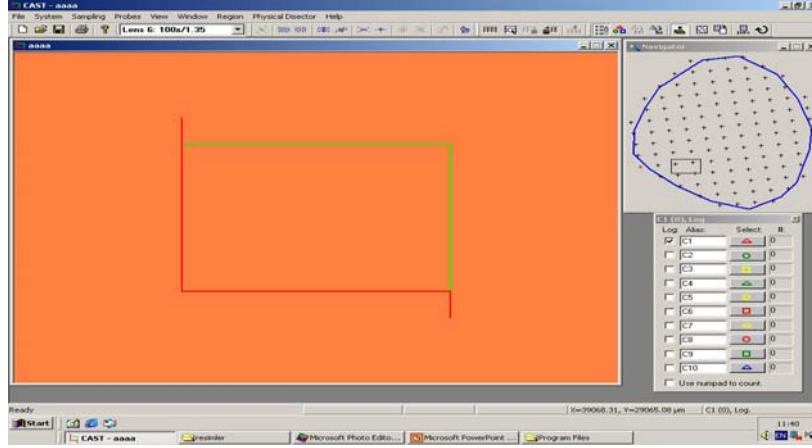 CAST - aaaa
File System Sampling Probes View Window Region Physical Disector Help
Lens 6: 100x/1.35
aaaa
Navigator
C1 (0), Log
Log: Alias: Select: #:
C1 0
C2 0
C3 0
C4 0
C5 0
C6 0
C7 0
C8 0
C9 0
C10 0
Use numpad to count.
Ready
X=39068.31, Y=29065.08 µm C1 (0), Log.
Start
11:40
CAST - aaaa resimler Microsoft Photo Edito... Microsoft PowerPoint ... Program Files
EN